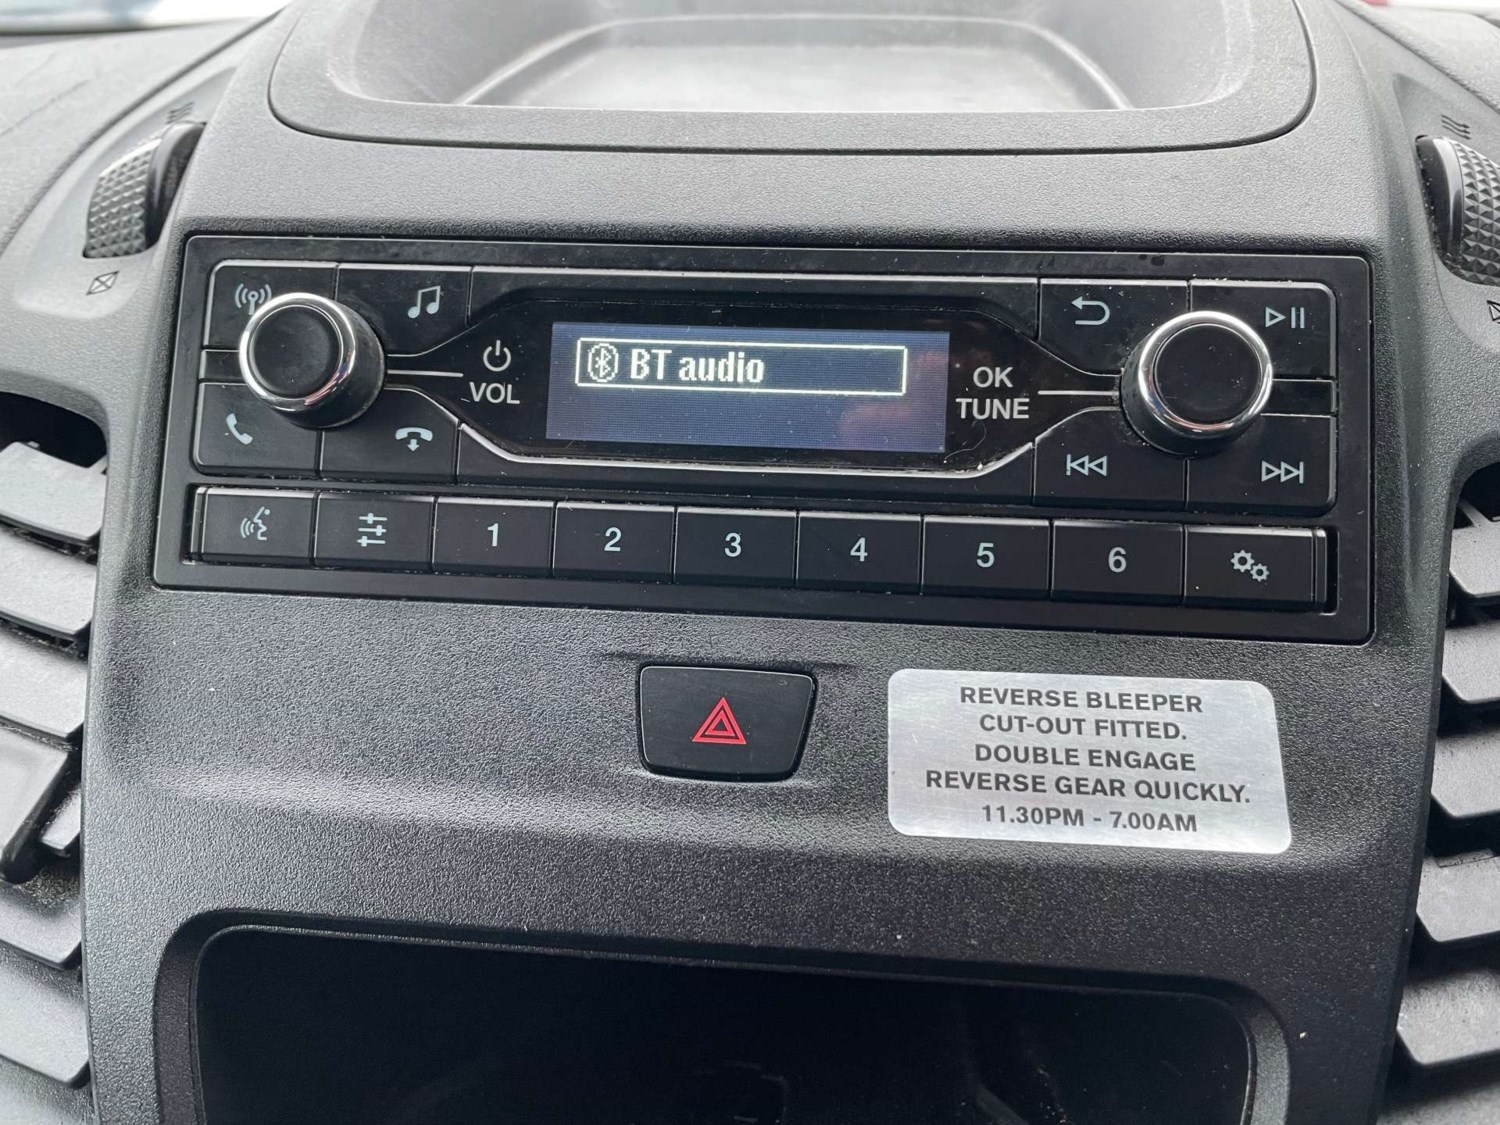 BT audio
VOL
OK
TUNE
1 2 3 4 5 6
REVERSE BLEEPER
CUT-OUT FITTED.
DOUBLE ENGAGE
REVERSE GEAR QUICKLY.
11.30PM - 7.00AM